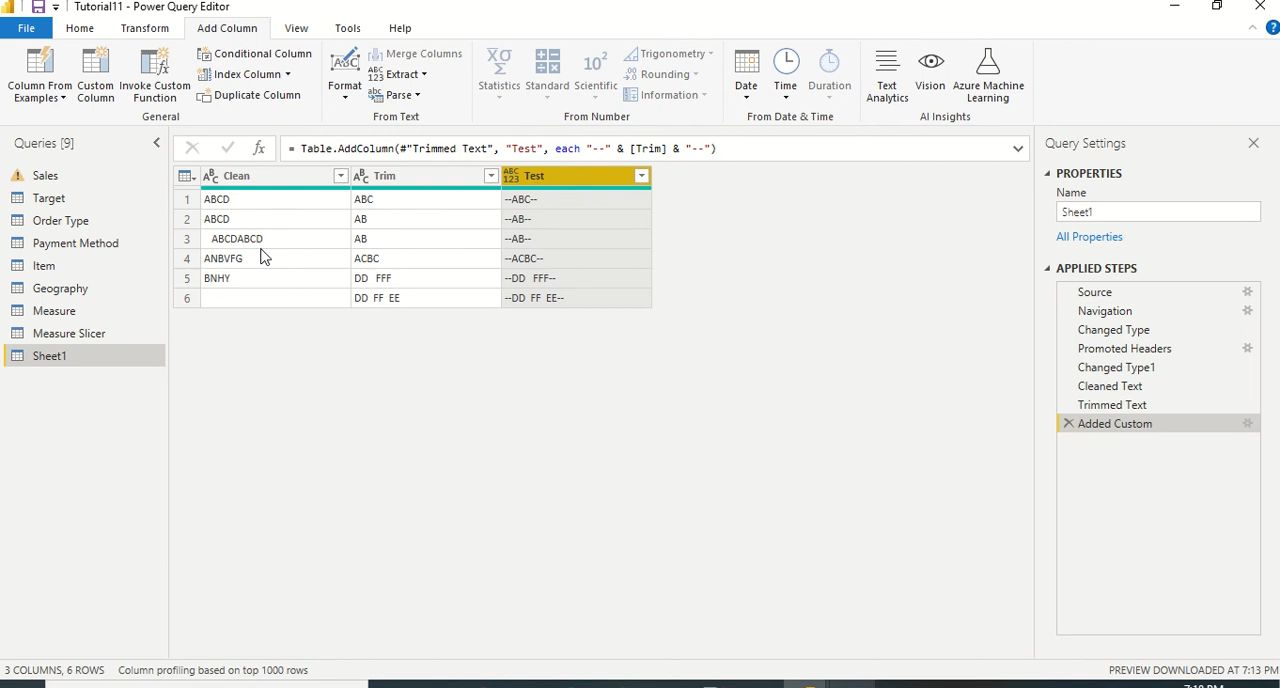 Tutorial11 - Power Query Editor
File Home Transform Add Column View Tools Help
Column From Examples
Custom Column
Invoke Custom Function
Conditional Column
Index Column
Duplicate Column
General
Format
Merge Columns
Extract
Parse
From Text
Statistics
Standard
Scientific
Trigonometry
Rounding
Information
From Number
Date
Time
Duration
From Date & Time
Text Analytics
Vision
Azure Machine Learning
AI Insights
Queries [9]
Sales
Target
Order Type
Payment Method
Item
Geography
Measure
Measure Slicer
Sheet1
= Table.AddColumn(#"Trimmed Text", "Test", each "--" & [Trim] & "--")
Clean Trim Test
1 ABCD ABC --ABC--
2 ABCD AB --AB--
3 ABCDABCD AB --AB--
4 ANBVFG ACBC --ACBC--
5 BNHY DD   FFF --DD   FFF--
6 DD  FF  EE --DD  FF  EE--
Query Settings
PROPERTIES
Name
Sheet1
All Properties
APPLIED STEPS
Source
Navigation
Changed Type
Promoted Headers
Changed Type1
Cleaned Text
Trimmed Text
Added Custom
3 COLUMNS, 6 ROWS Column profiling based on top 1000 rows
PREVIEW DOWNLOADED AT 7:13 PM